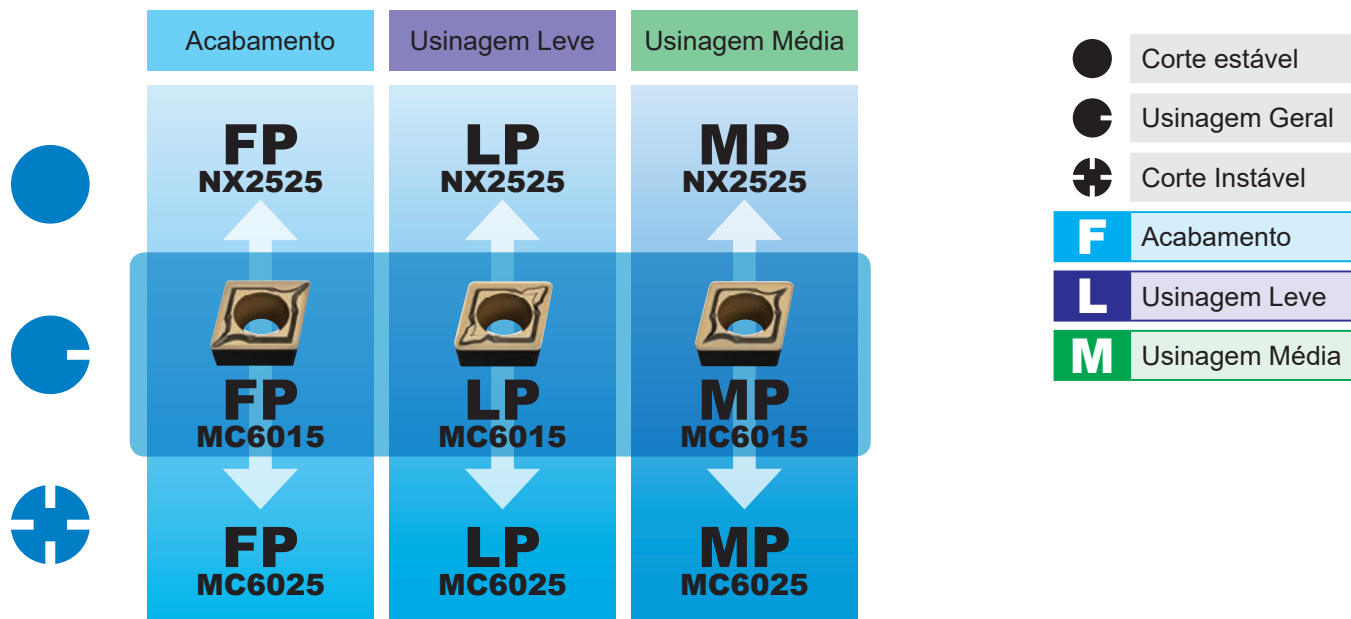 Acabamento
Usinagem Leve
Usinagem Média
FP
NX2525
LP
NX2525
MP
NX2525
FP
MC6015
LP
MC6015
MP
MC6015
FP
MC6025
LP
MC6025
MP
MC6025
Corte estável
Usinagem Geral
Corte Instável
F Acabamento
L Usinagem Leve
M Usinagem Média